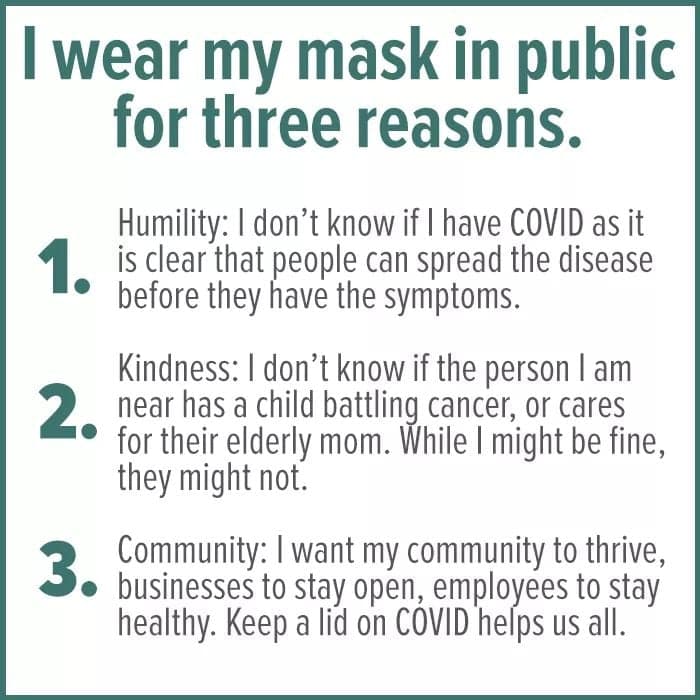 I wear my mask in public
for three reasons.
1.
Humility: I don’t know if I have COVID as it
is clear that people can spread the disease
before they have the symptoms.
2.
Kindness: I don’t know if the person I am
near has a child battling cancer, or cares
for their elderly mom. While I might be fine,
they might not.
3.
Community: I want my community to thrive,
businesses to stay open, employees to stay
healthy. Keep a lid on COVID helps us all.